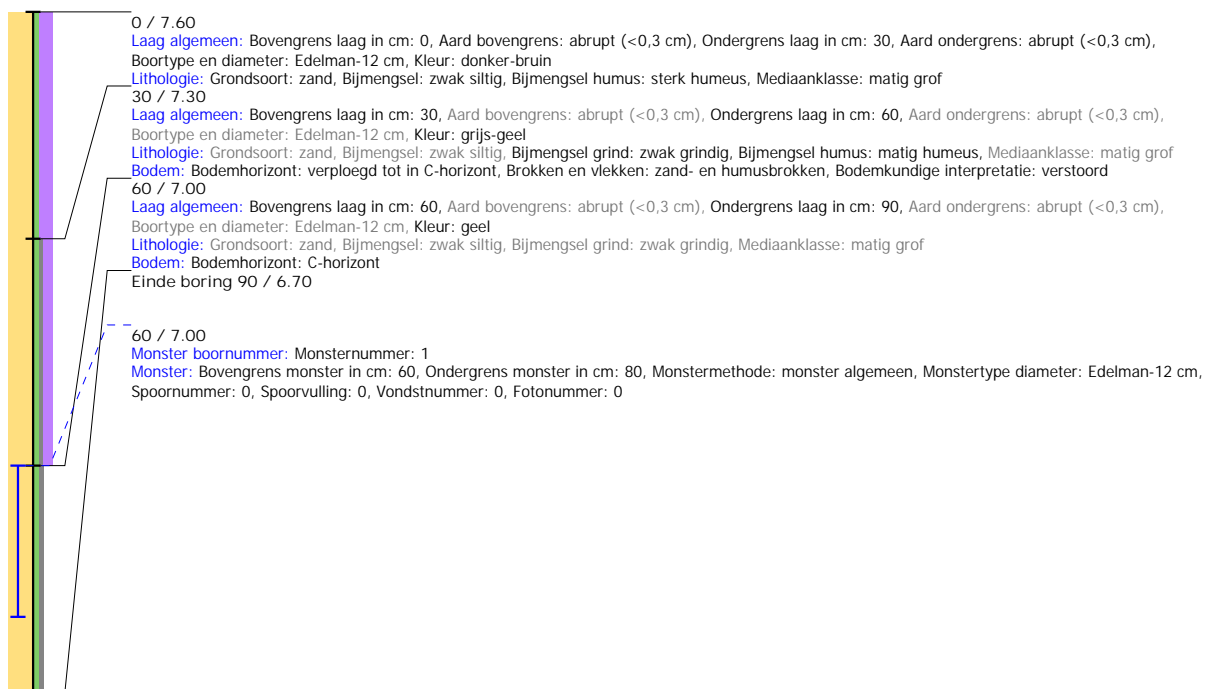 0 / 7.60
Laag algemeen: Bovengrens laag in cm: 0, Aard bovengrens: abrupt (<0,3 cm), Ondergrens laag in cm: 30, Aard ondergrens: abrupt (<0,3 cm),
Boortype en diameter: Edelman-12 cm, Kleur: donker-bruin
Lithologie: Grondsoort: zand, Bijmengsel: zwak siltig, Bijmengsel humus: sterk humeus, Mediaanklasse: matig grof
30 / 7.30
Laag algemeen: Bovengrens laag in cm: 30, Aard bovengrens: abrupt (<0,3 cm), Ondergrens laag in cm: 60, Aard ondergrens: abrupt (<0,3 cm),
Boortype en diameter: Edelman-12 cm, Kleur: grijs-geel
Lithologie: Grondsoort: zand, Bijmengsel: zwak siltig, Bijmengsel grind: zwak grindig, Bijmengsel humus: matig humeus, Mediaanklasse: matig grof
Bodem: Bodemhorizont: verploegd tot in C-horizont, Brokken en vlekken: zand- en humusbrokken, Bodemkundige interpretatie: verstoord
60 / 7.00
Laag algemeen: Bovengrens laag in cm: 60, Aard bovengrens: abrupt (<0,3 cm), Ondergrens laag in cm: 90, Aard ondergrens: abrupt (<0,3 cm),
Boortype en diameter: Edelman-12 cm, Kleur: geel
Lithologie: Grondsoort: zand, Bijmengsel: zwak siltig, Bijmengsel grind: zwak grindig, Mediaanklasse: matig grof
Bodem: Bodemhorizont: C-horizont
Einde boring 90 / 6.70
60 / 7.00
Monster boornummer: Monsternummer: 1
Monster: Bovengrens monster in cm: 60, Ondergrens monster in cm: 80, Monstermethode: monster algemeen, Monstertype diameter: Edelman-12 cm,
Spoornummer: 0, Spoorvulling: 0, Vondstnummer: 0, Fotonummer: 0